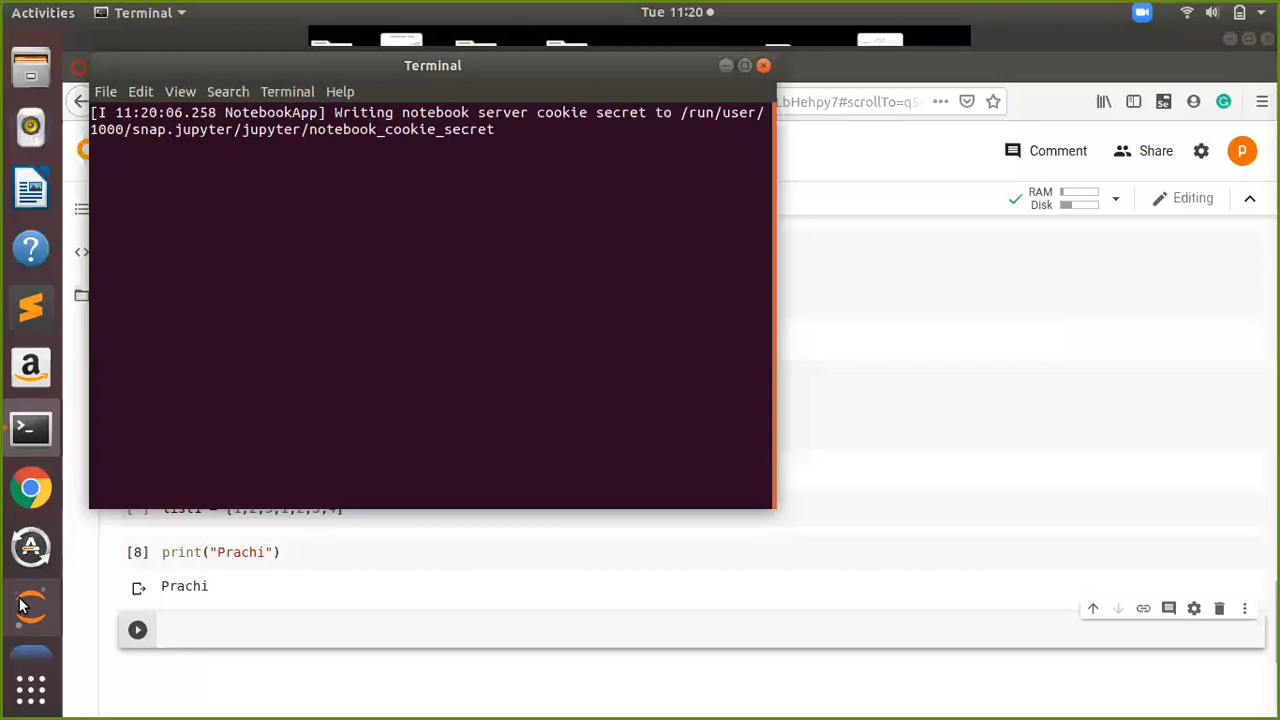 Activities Terminal Tue 11:20
Terminal
File Edit View Search Terminal Help
[I 11:20:06.258 NotebookApp] Writing notebook server cookie secret to /run/user/
1000/snap.jupyter/jupyter/notebook_cookie_secret
Comment Share p
RAM
Disk
Editing
[8] print("Prachi")
Prachi